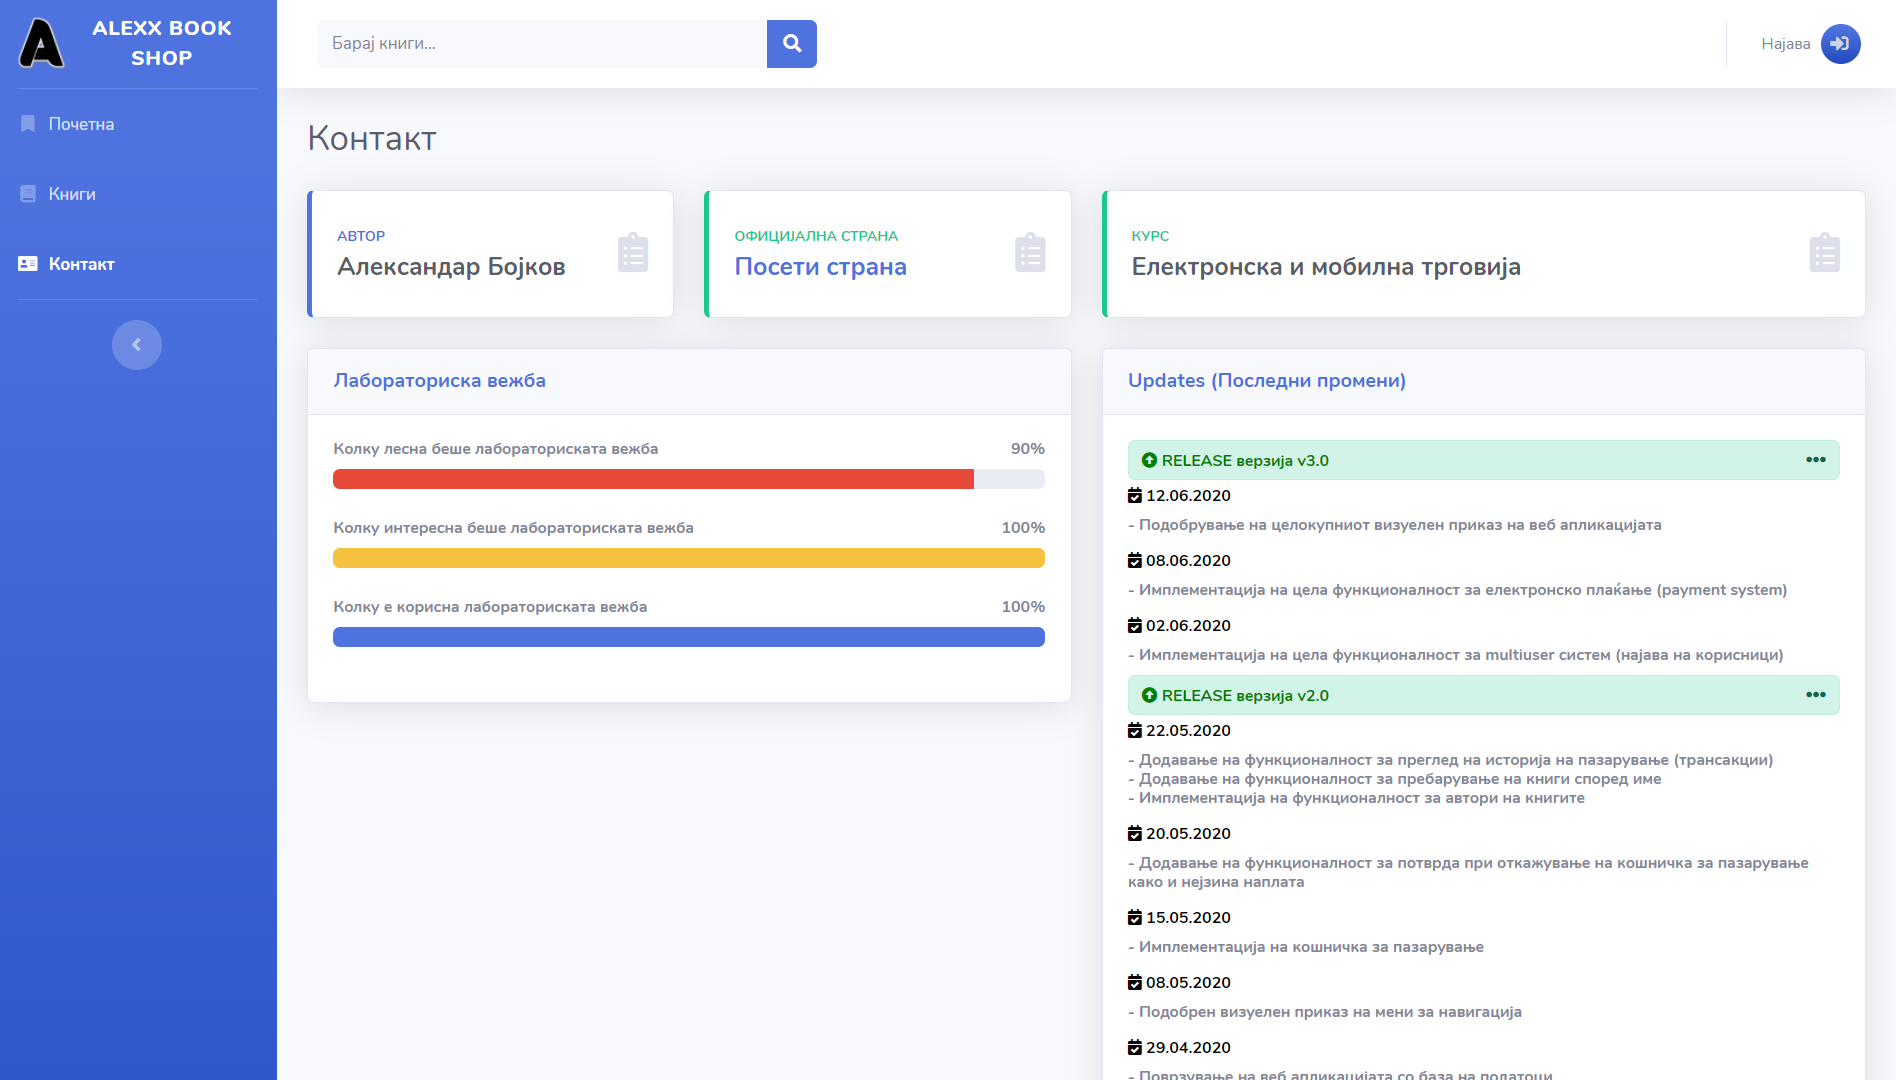 ALEXX BOOK
SHOP
Почетна
Книги
Контакт
Барај книги...
Најава
Контакт
АВТОР
Александар Бојков
ОФИЦИЈАЛНА СТРАНА
Посети страна
КУРС
Електронска и мобилна трговија
Лабораториска вежба
Колку лесна беше лабораториската вежба 90%
Колку интересна беше лабораториската вежба 100%
Колку е корисна лабораториската вежба 100%
Updates (Последни промени)
RELEASE верзија v3.0
12.06.2020
- Подобрување на целокупниот визуелен приказ на веб апликацијата
08.06.2020
- Имплементација на цела функционалност за електронско плаќање (payment system)
02.06.2020
- Имплементација на цела функционалност за multiuser систем (најава на корисници)
RELEASE верзија v2.0
22.05.2020
- Додавање на функционалност за преглед на историја на пазарување (трансакции)
- Додавање на функционалност за пребарување на книги според име
- Имплементација на функционалност за автори на книгите
20.05.2020
- Додавање на функционалност за потврда при откажување на кошничка за пазарување
како и нејзина наплата
15.05.2020
- Имплементација на кошничка за пазарување
08.05.2020
- Подобрен визуелен приказ на мени за навигација
29.04.2020
- Поврзување на веб апликацијата со база на податоци